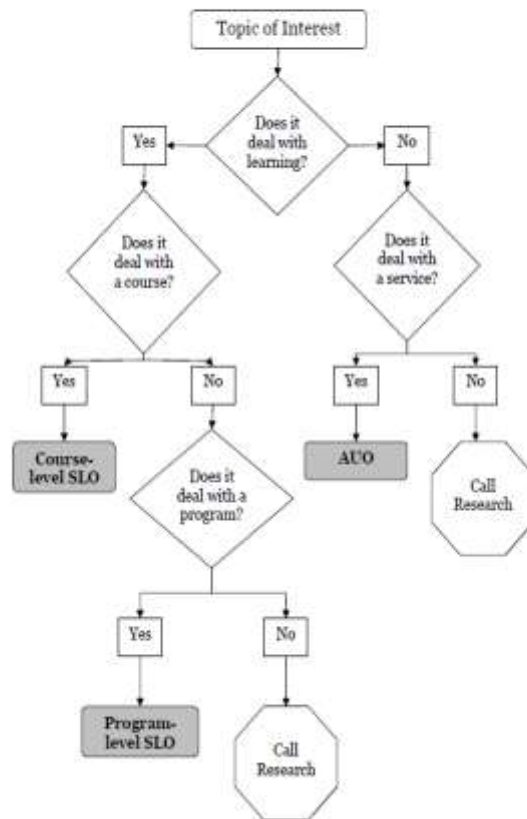 Topic of Interest
Does it
deal with
learning?
Yes
No
Does it
deal with
a course?
Does it
deal with
a service?
Yes
No
Yes
No
Course-
level SLO
Does it
deal with a
program?
AUO
Call
Research
Yes
No
Program-
level SLO
Call
Research